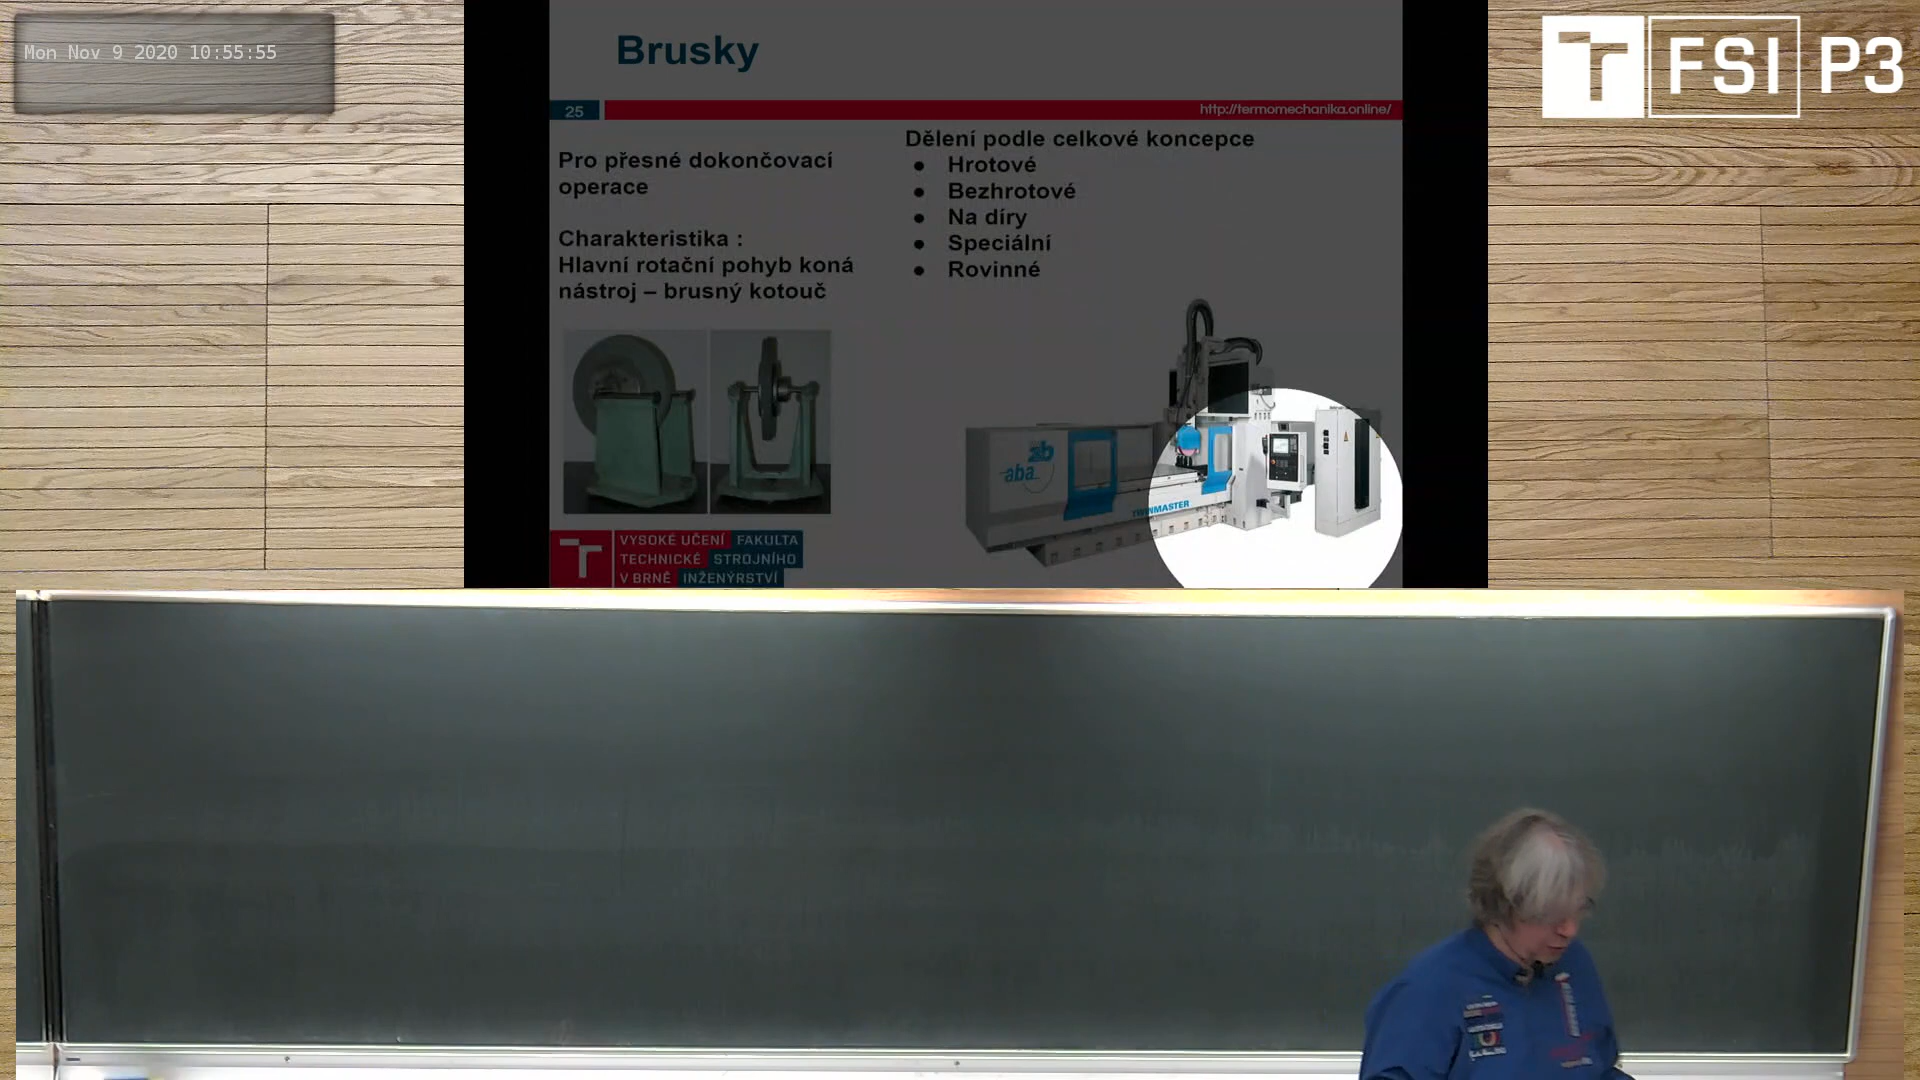 Mon Nov 9 2020 10:55:55
FSI P3
Brusky
25
http://termomechanika.online/
Pro přesné dokončovací
operace
Charakteristika :
Hlavní rotační pohyb koná
nástroj – brusný kotouč
Dělení podle celkové koncepce
● Hrotové
● Bezhrotové
● Na díry
● Speciální
● Rovinné
aba
TWINMASTER
VYSOKÉ UČENÍ FAKULTA
TECHNICKÉ STROJNÍHO
V BRNĚ INŽENÝRSTVÍ